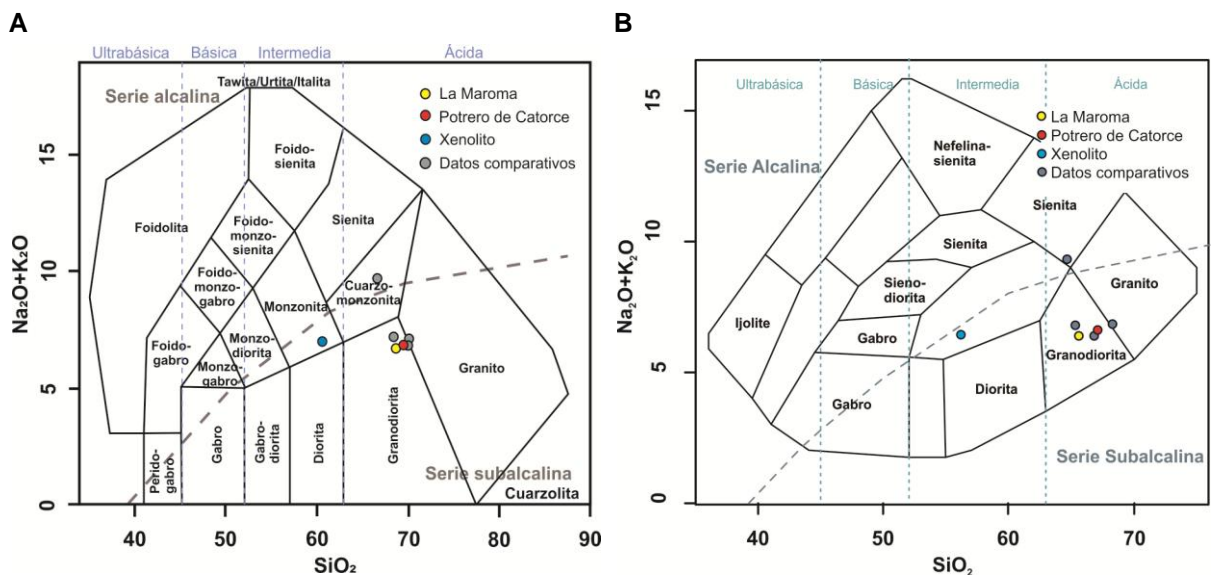 A
Ultrabásica Básica Intermedia Ácida
Tawita/Urtita/Italita
Serie alcalina
La Maroma
Potrero de Catorce
Xenolito
Datos comparativos
Foido-
sienita
Foidolita
Foido-
monzo-
sienita
Sienita
Foido-
monzo-
gabro
Monzonita
Cuarzo-
monzonita
Foido-
gabro
Monzo-
diorita
Monzo-
gabro
Granito
Perido-
gabro
Gabro
Gabro-
diorita
Diorita
Granodiorita
Serie subalcalina
Cuarzolita
Na₂O+K₂O
0
5
10
15
40 50 60 70 80 90
SiO₂
B
Ultrabásica Básica Intermedia Ácida
La Maroma
Potrero de Catorce
Xenolito
Datos comparativos
Nefelina-
sienita
Serie Alcalina
Sienita
Sienita
Sieno-
diorita
Granito
Ijolite
Gabro
Granodiorita
Gabro
Diorita
Serie Subalcalina
Na₂O+K₂O
0
5
10
15
40 50 60 70
SiO₂